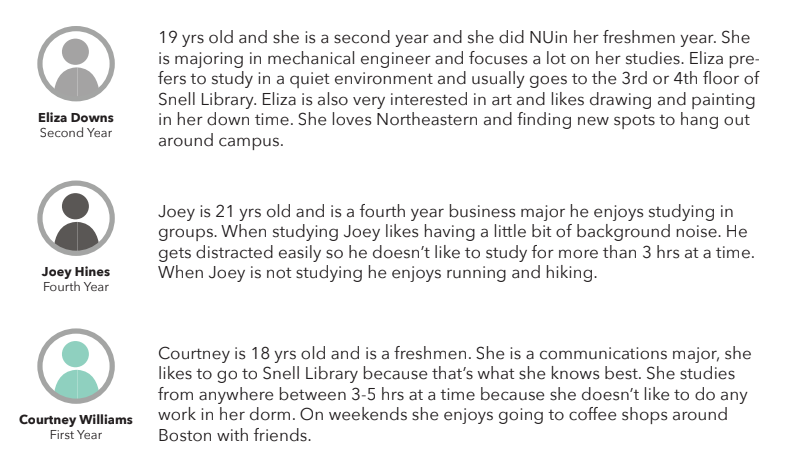 19 yrs old and she is a second year and she did NUin her freshmen year. She
is majoring in mechanical engineer and focuses a lot on her studies. Eliza pre-
fers to study in a quiet environment and usually goes to the 3rd or 4th floor of
Snell Library. Eliza is also very interested in art and likes drawing and painting
in her down time. She loves Northeastern and finding new spots to hang out
around campus.
Eliza Downs
Second Year
Joey is 21 yrs old and is a fourth year business major he enjoys studying in
groups. When studying Joey likes having a little bit of background noise. He
gets distracted easily so he doesn't like to study for more than 3 hrs at a time.
When Joey is not studying he enjoys running and hiking.
Joey Hines
Fourth Year
Courtney is 18 yrs old and is a freshmen. She is a communications major, she
likes to go to Snell Library because that's what she knows best. She studies
from anywhere between 3-5 hrs at a time because she doesn't like to do any
work in her dorm. On weekends she enjoys going to coffee shops around
Boston with friends.
Courtney Williams
First Year